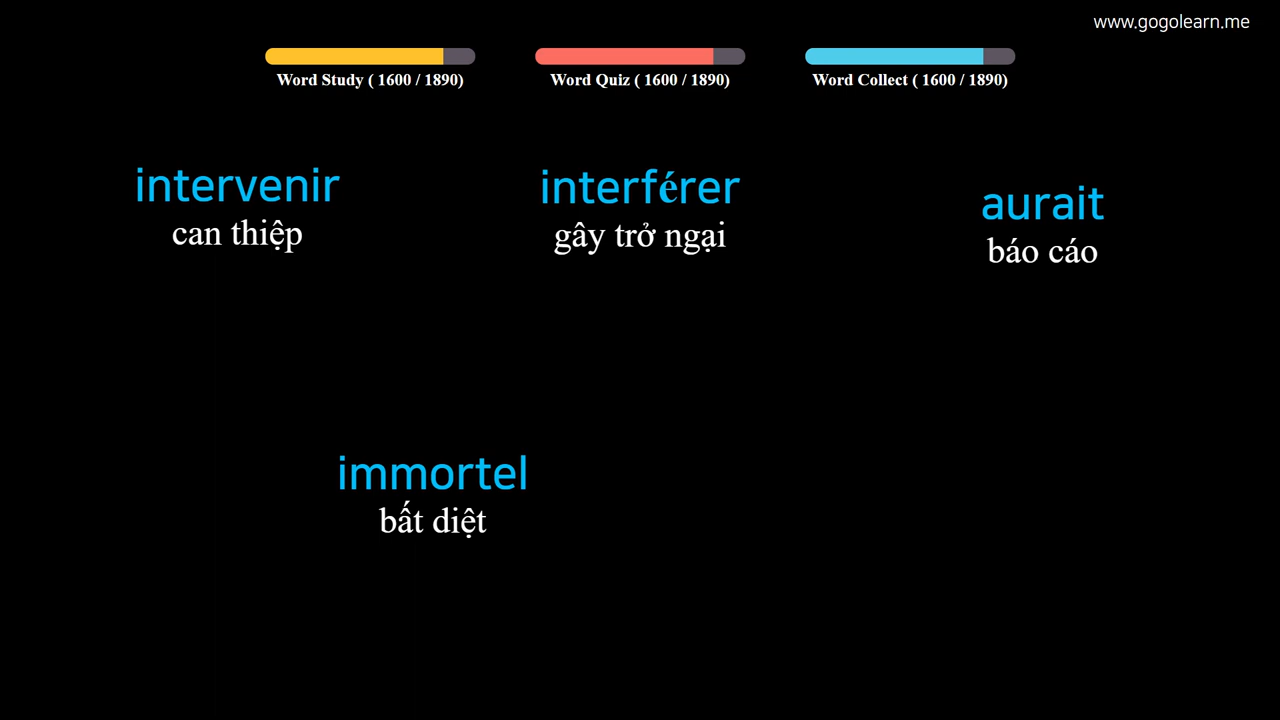 www.gogolearn.me
Word Study ( 1600 / 1890)
Word Quiz ( 1600 / 1890)
Word Collect ( 1600 / 1890)
intervenir
can thiệp
interférer
gây trở ngại
aurait
báo cáo
immortel
bất diệt